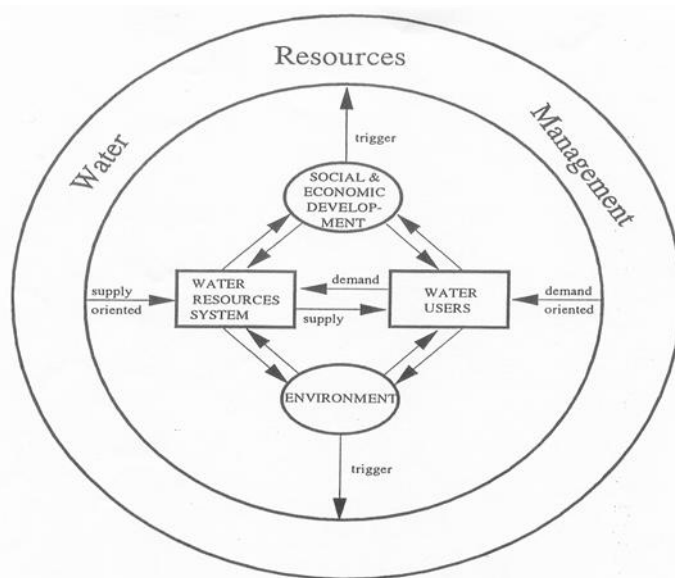 Water
Resources
Management
trigger
SOCIAL &
ECONOMIC
DEVELOP-
MENT
supply
oriented
WATER
RESOURCES
SYSTEM
demand
supply
WATER
USERS
demand
oriented
ENVIRONMENT
trigger